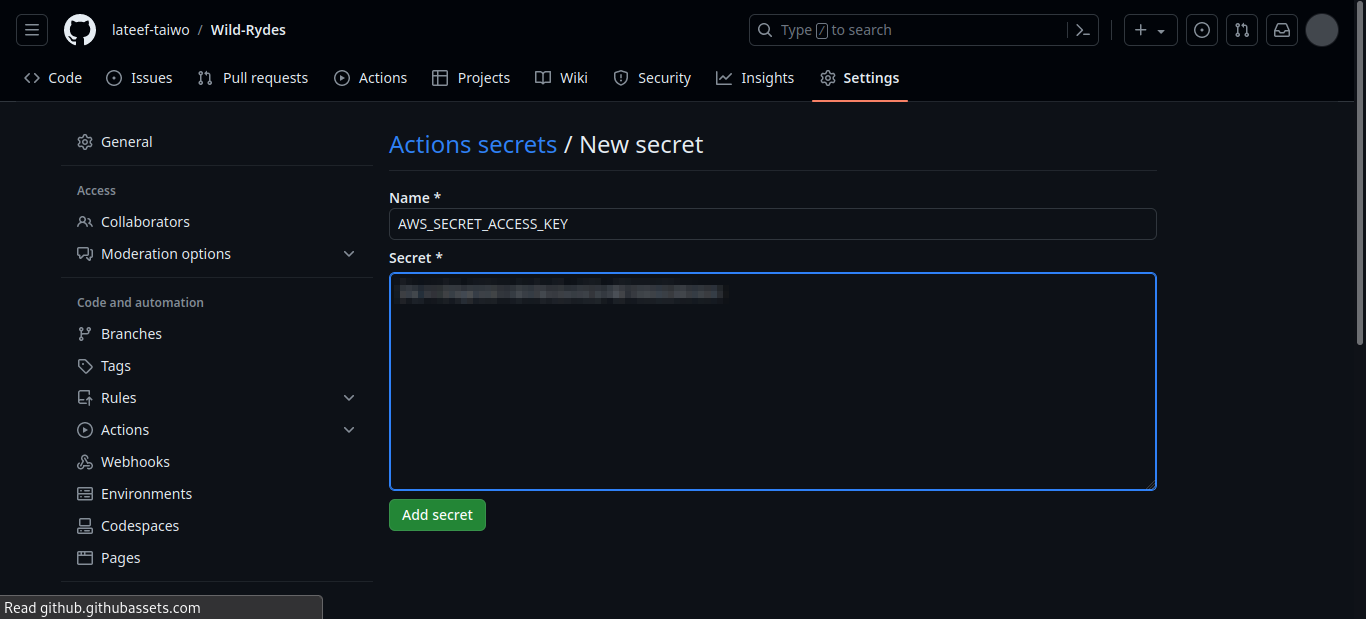 lateef-taiwo / Wild-Rydes
Type / to search
Code Issues Pull requests Actions Projects Wiki Security Insights Settings
General
Access
Collaborators
Moderation options
Code and automation
Branches
Tags
Rules
Actions
Webhooks
Environments
Codespaces
Pages
Actions secrets / New secret
Name *
AWS_SECRET_ACCESS_KEY
Secret *
Add secret
Read github.githubassets.com